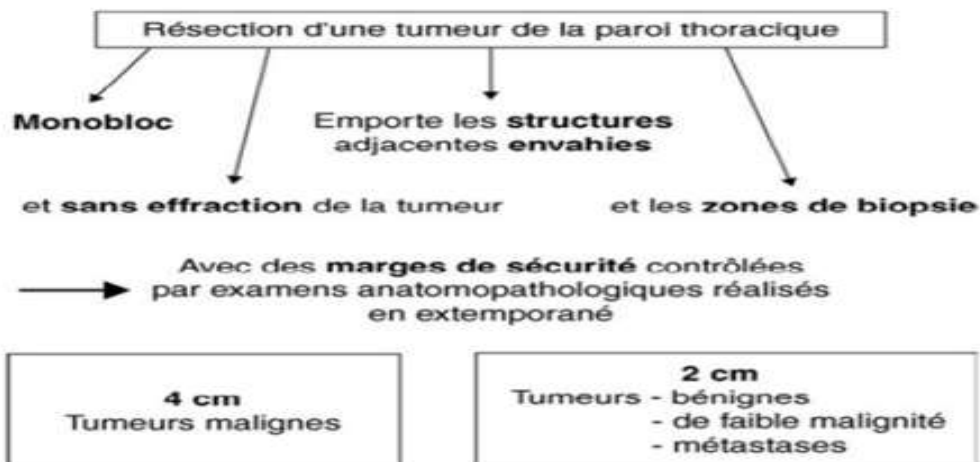 Résection d'une tumeur de la paroi thoracique
Monobloc
Emporte les structures
adjacentes envahies
et sans effraction de la tumeur
et les zones de biopsie
Avec des marges de sécurité contrôlées
par examens anatomopathologiques réalisés
en extemporané
4 cm
Tumeurs malignes
2 cm
Tumeurs - bénignes
- de faible malignité
- métastases